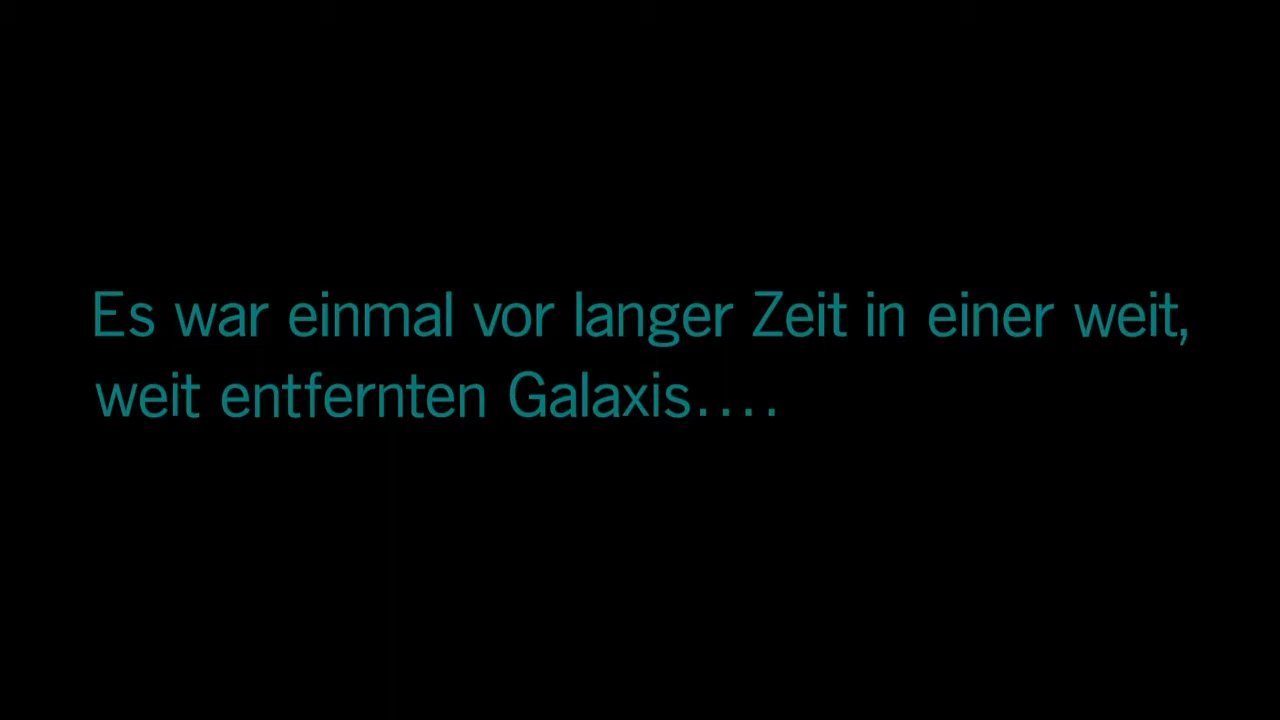 Es war einmal vor langer Zeit in einer weit,
weit entfernten Galaxis....